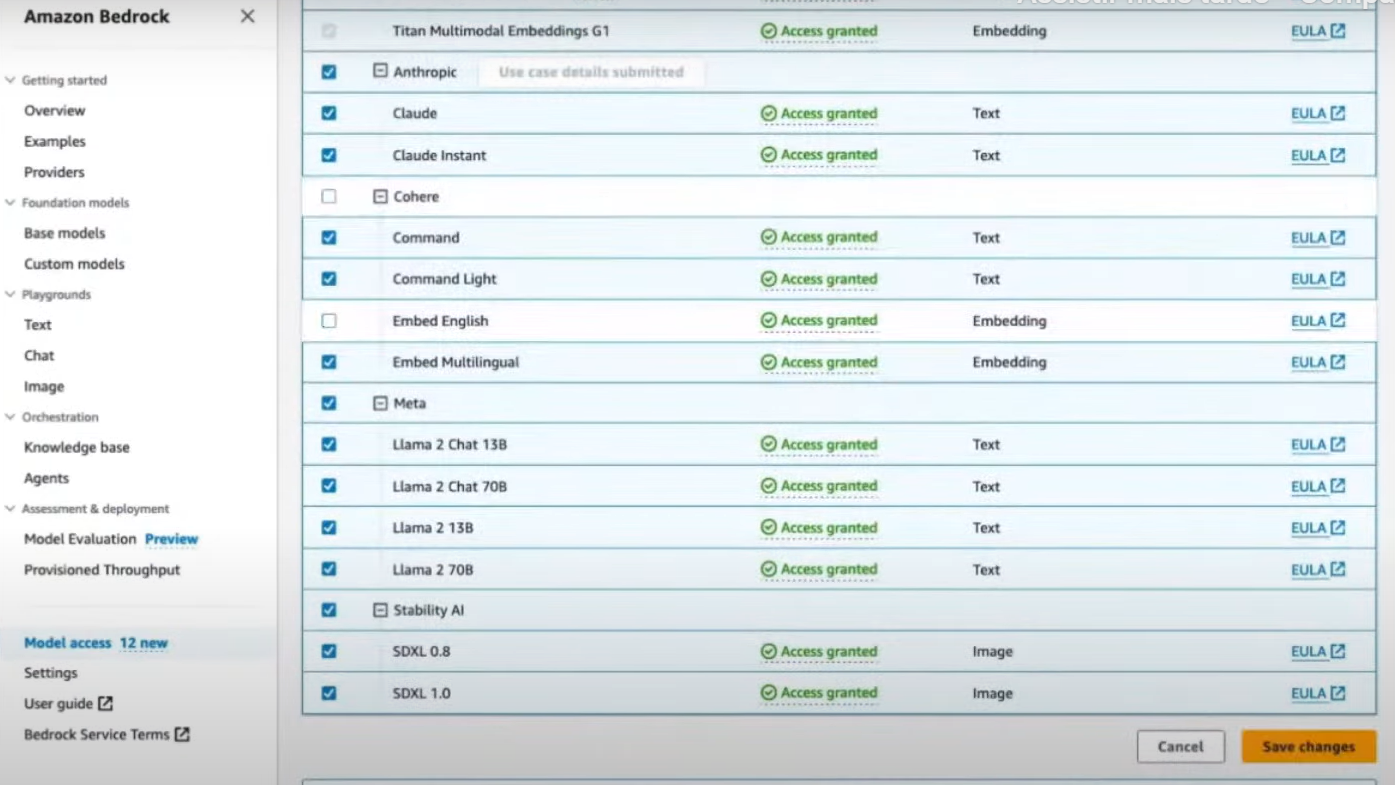 Amazon Bedrock
Getting started
Overview
Examples
Providers
Foundation models
Base models
Custom models
Playgrounds
Text
Chat
Image
Orchestration
Knowledge base
Agents
Assessment & deployment
Model Evaluation Preview
Provisioned Throughput
Model access 12 new
Settings
User guide
Bedrock Service Terms
Titan Multimodal Embeddings G1 Access granted Embedding EULA
Anthropic Use case details submitted
Claude Access granted Text EULA
Claude Instant Access granted Text EULA
Cohere
Command Access granted Text EULA
Command Light Access granted Text EULA
Embed English Access granted Embedding EULA
Embed Multilingual Access granted Embedding EULA
Meta
Llama 2 Chat 13B Access granted Text EULA
Llama 2 Chat 70B Access granted Text EULA
Llama 2 13B Access granted Text EULA
Llama 2 70B Access granted Text EULA
Stability AI
SDXL 0.8 Access granted Image EULA
SDXL 1.0 Access granted Image EULA
Cancel Save changes